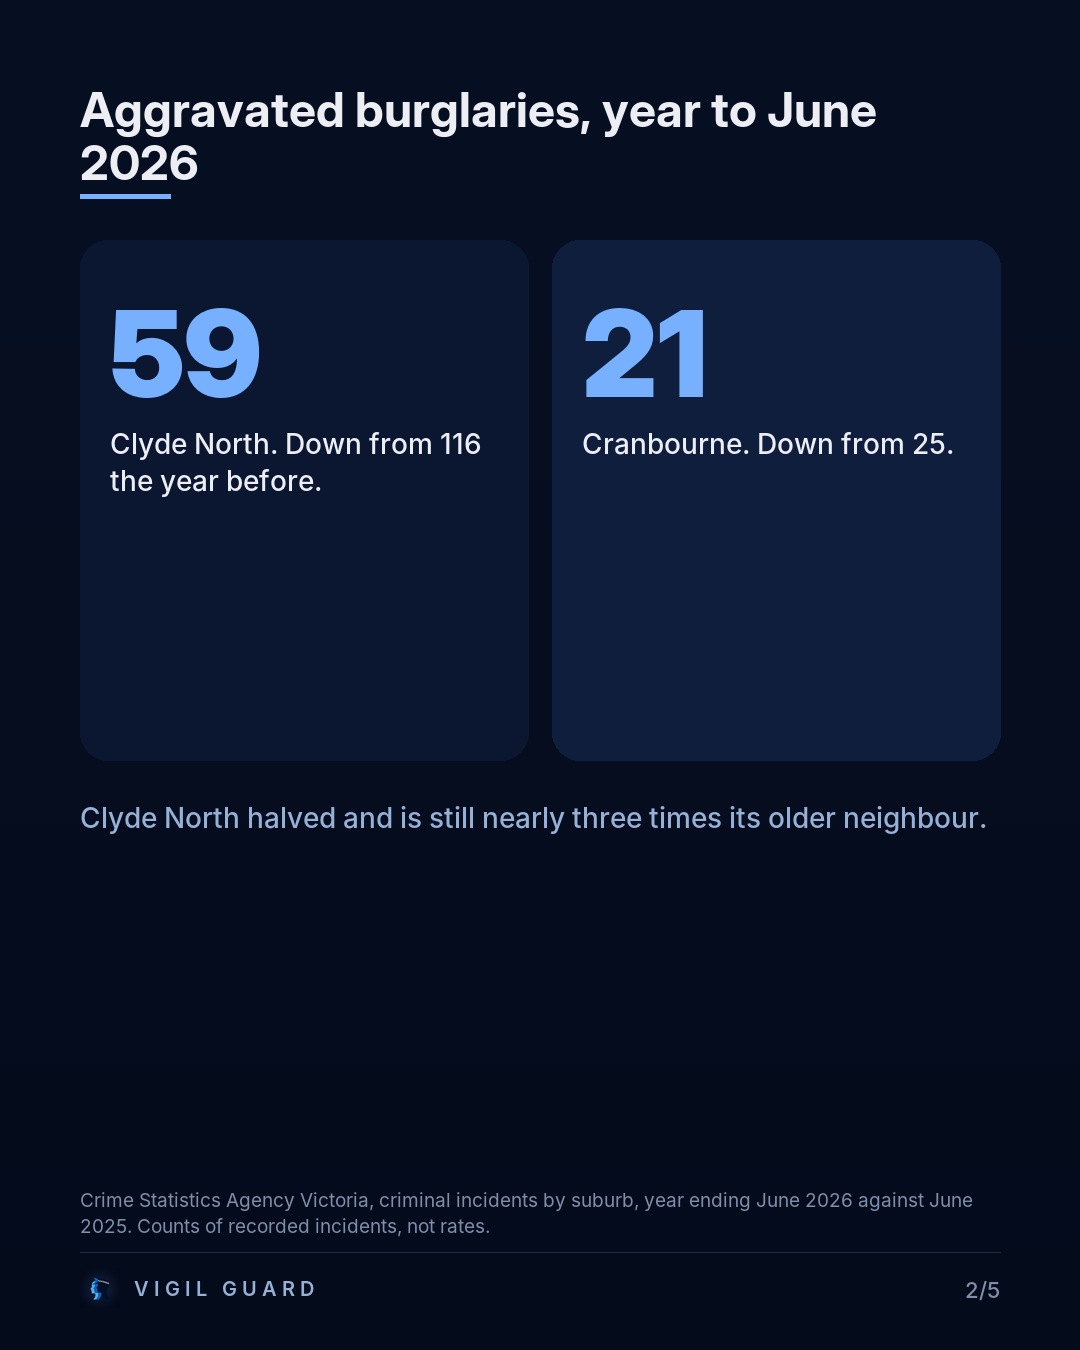 Aggravated burglaries, year to June
2026
59
Clyde North. Down from 116
the year before.
21
Cranbourne. Down from 25.
Clyde North halved and is still nearly three times its older neighbour.
Crime Statistics Agency Victoria, criminal incidents by suburb, year ending June 2026 against June
2025. Counts of recorded incidents, not rates.
VIGIL GUARD
2/5